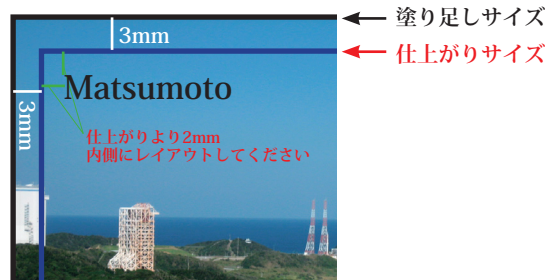 塗り足しサイズ
3mm
仕上がりサイズ
Matsumoto
3mm
仕上がりより2mm
内側にレイアウトしてください